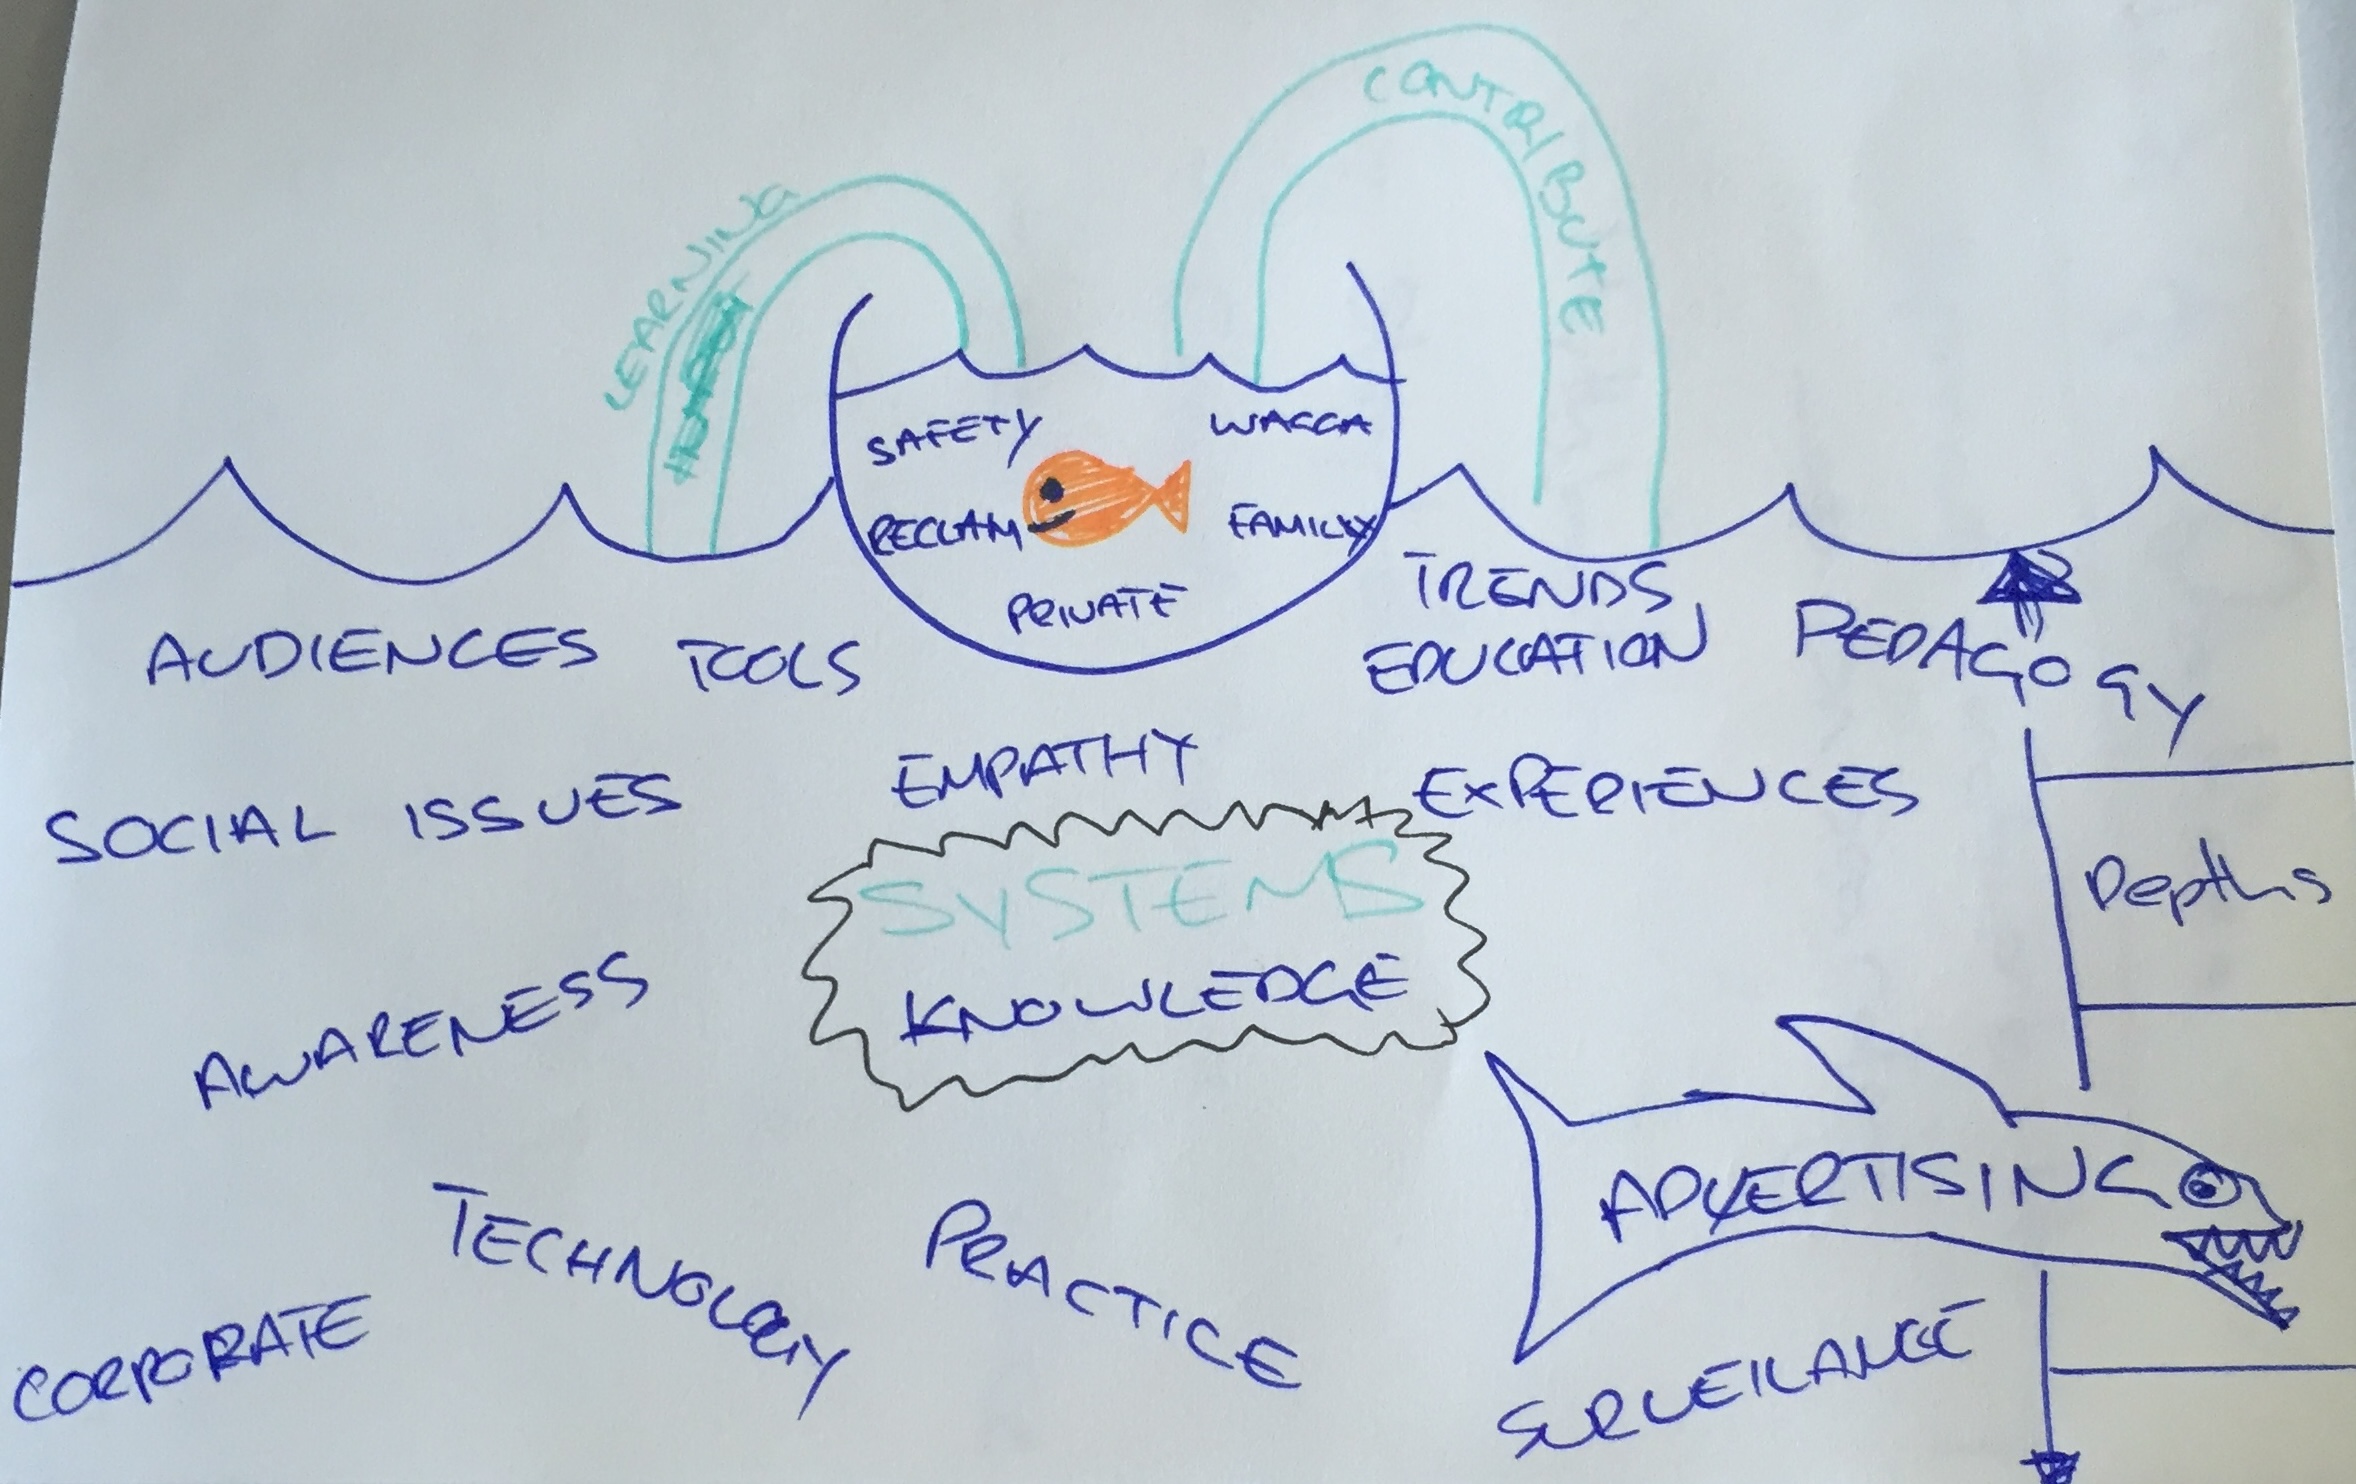 CONTRIBUTE
LEARNING
SAFETY
WAGGA
RECLAIM
FAMILY
PRIVATE
TRENDS
AUDIENCES
TOOLS
EDUCATION
PEDAGOGY
EMPATHY
SOCIAL ISSUES
EXPERIENCES
SYSTEMS
KNOWLEDGE
Depths
AWARENESS
ADVERTISING
TECHNOLOGY
PRACTICE
CORPORATE
SURVEILANCE